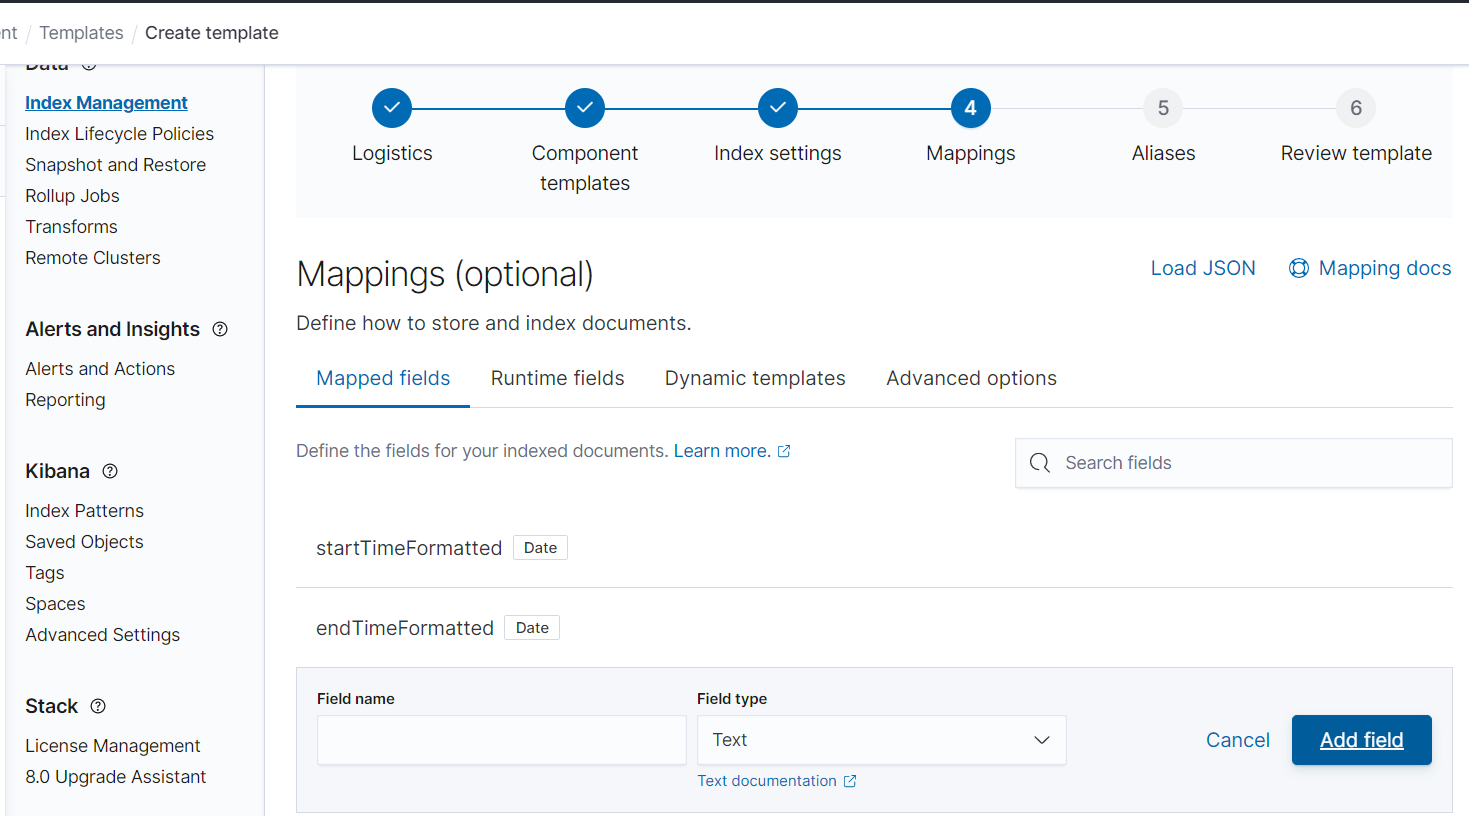 nt / Templates / Create template
Data
Index Management
Index Lifecycle Policies
Snapshot and Restore
Rollup Jobs
Transforms
Remote Clusters
Alerts and Insights
Alerts and Actions
Reporting
Kibana
Index Patterns
Saved Objects
Tags
Spaces
Advanced Settings
Stack
License Management
8.0 Upgrade Assistant
Logistics
Component
templates
Index settings
4
Mappings
5
Aliases
6
Review template
Mappings (optional)
Load JSON
Mapping docs
Define how to store and index documents.
Mapped fields
Runtime fields
Dynamic templates
Advanced options
Define the fields for your indexed documents. Learn more.
Search fields
startTimeFormatted Date
endTimeFormatted Date
Field name
Field type
Text
Cancel
Add field
Text documentation